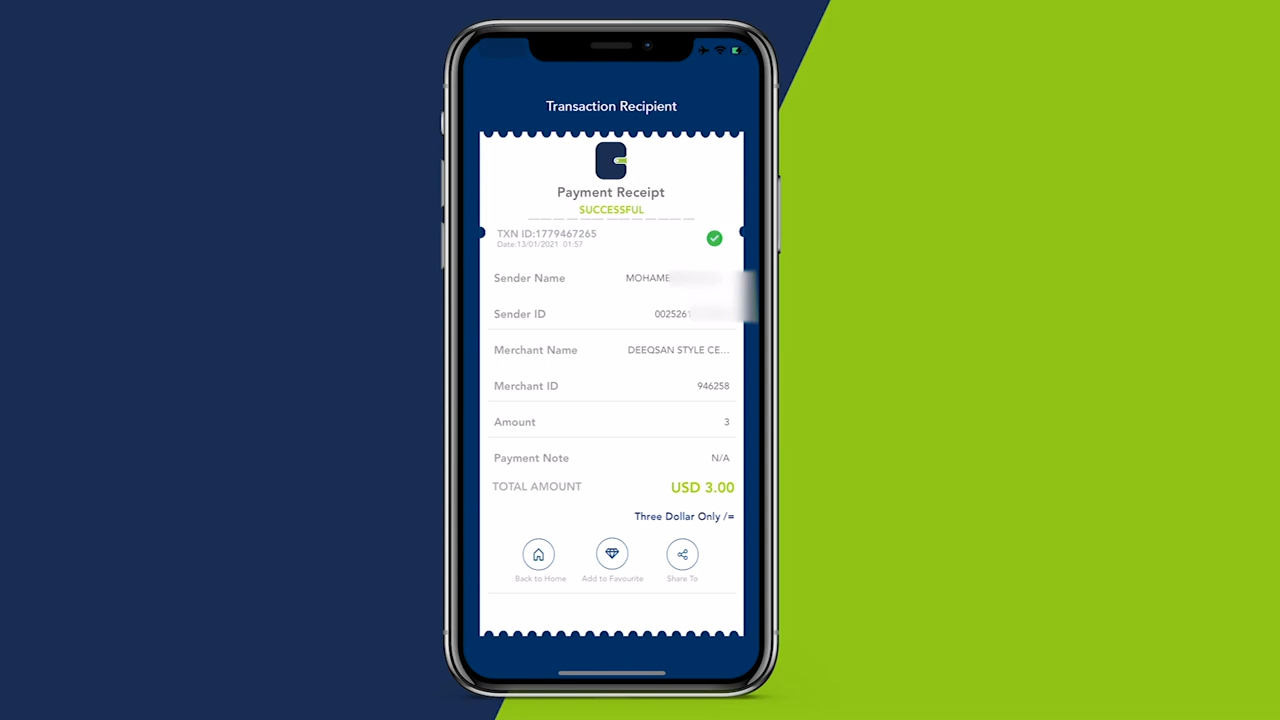 Transaction Recipient
Payment Receipt
SUCCESSFUL
TXN ID:1779467265
Date:13/01/2021 01:57
Sender Name MOHAME
Sender ID 0025261
Merchant Name DEEQSAN STYLE CE...
Merchant ID 946258
Amount 3
Payment Note N/A
TOTAL AMOUNT USD 3.00
Three Dollar Only /=
Back to Home Add to Favourite Share To